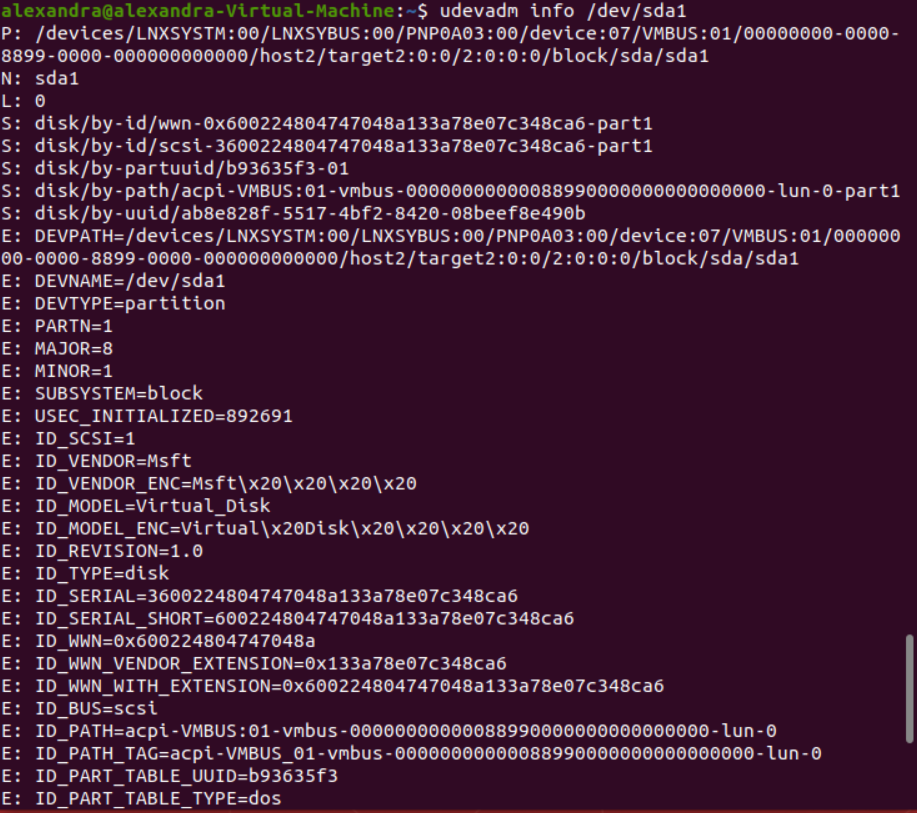 alexandra@alexandra-Virtual-Machine:~$ udevadm info /dev/sda1
P: /devices/LNXSYSTM:00/LNXSYBUS:00/PNP0A03:00/device:07/VMBUS:01/00000000-0000-
8899-0000-000000000000/host2/target2:0:0/2:0:0:0/block/sda/sda1
N: sda1
L: 0
S: disk/by-id/wwn-0x600224804747048a133a78e07c348ca6-part1
S: disk/by-id/scsi-3600224804747048a133a78e07c348ca6-part1
S: disk/by-partuuid/b93635f3-01
S: disk/by-path/acpi-VMBUS:01-vmbus-00000000000088990000000000000000-lun-0-part1
S: disk/by-uuid/ab8e828f-5517-4bf2-8420-08beef8e490b
E: DEVPATH=/devices/LNXSYSTM:00/LNXSYBUS:00/PNP0A03:00/device:07/VMBUS:01/000000
00-0000-8899-0000-000000000000/host2/target2:0:0/2:0:0:0/block/sda/sda1
E: DEVNAME=/dev/sda1
E: DEVTYPE=partition
E: PARTN=1
E: MAJOR=8
E: MINOR=1
E: SUBSYSTEM=block
E: USEC_INITIALIZED=892691
E: ID_SCSI=1
E: ID_VENDOR=Msft
E: ID_VENDOR_ENC=Msft\x20\x20\x20\x20
E: ID_MODEL=Virtual_Disk
E: ID_MODEL_ENC=Virtual\x20Disk\x20\x20\x20\x20
E: ID_REVISION=1.0
E: ID_TYPE=disk
E: ID_SERIAL=3600224804747048a133a78e07c348ca6
E: ID_SERIAL_SHORT=600224804747048a133a78e07c348ca6
E: ID_WWN=0x600224804747048a
E: ID_WWN_VENDOR_EXTENSION=0x133a78e07c348ca6
E: ID_WWN_WITH_EXTENSION=0x600224804747048a133a78e07c348ca6
E: ID_BUS=scsi
E: ID_PATH=acpi-VMBUS:01-vmbus-00000000000088990000000000000000-lun-0
E: ID_PATH_TAG=acpi-VMBUS_01-vmbus-00000000000088990000000000000000-lun-0
E: ID_PART_TABLE_UUID=b93635f3
E: ID_PART_TABLE_TYPE=dos